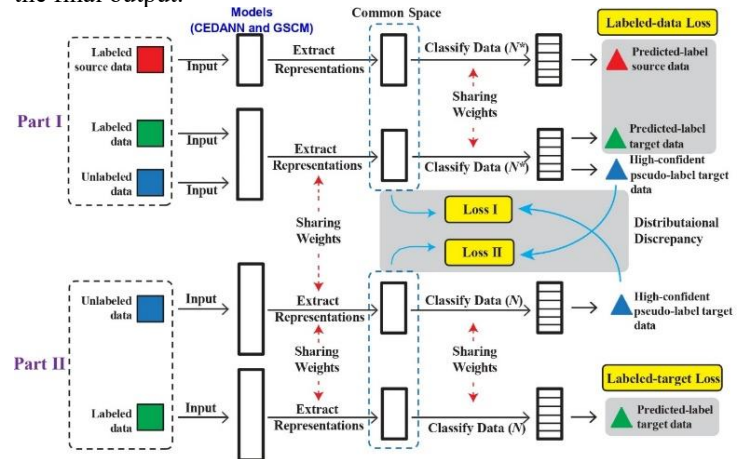 the final output.
Models
(CEDANN and GSCM)
Common Space
Labeled-data Loss
Labeled
source data
Input
Extract
Representations
Classify Data (N*)
Predicted-label
source data
Part I
Sharing
Weights
Labeled
data
Input
Extract
Representations
Classify Data (N*)
Predicted-label
target data
Unlabeled
data
Input
High-confident
pseudo-label target
data
Loss I
Sharing
Weights
Distributaional
Discrepancy
Loss II
Unlabeled
data
Input
Extract
Representations
Classify Data (N)
High-confident
pseudo-label target
data
Part II
Sharing
Weights
Sharing
Weights
Labeled-target Loss
Labeled
data
Input
Extract
Representations
Classify Data (N)
Predicted-label
target data